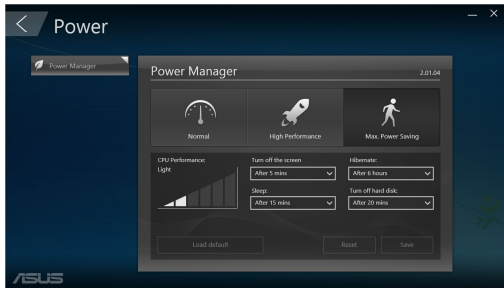 Power
Power Manager
Power Manager
2.01.04
Normal
High Performance
Max. Power Saving
CPU Performance:
Light
Turn off the screen
After 5 mins
Hibernate:
After 6 hours
Sleep:
After 15 mins
Turn off hard disk:
After 20 mins
Load default
Reset
Save
ASUS